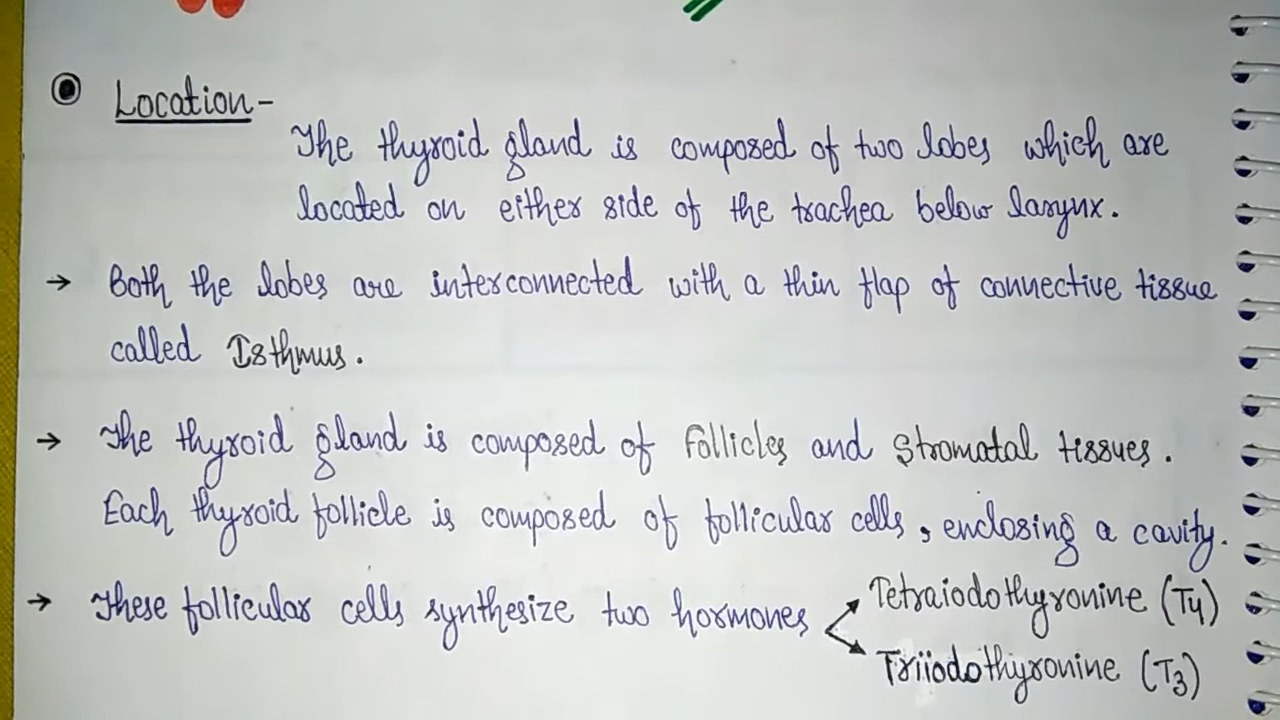 Location-
The thyroid gland is composed of two lobes which are
located on either side of the trachea below larynx.
→ Both the lobes are interconnected with a thin flap of connective tissue
called Isthmus.
→ The thyroid gland is composed of Follicles and Stromatal tissues.
Each thyroid follicle is composed of follicular cells, enclosing a cavity.
→ These follicular cells synthesize two hormones
Tetraiodothyronine (T4)
Triiodothyronine (T3)